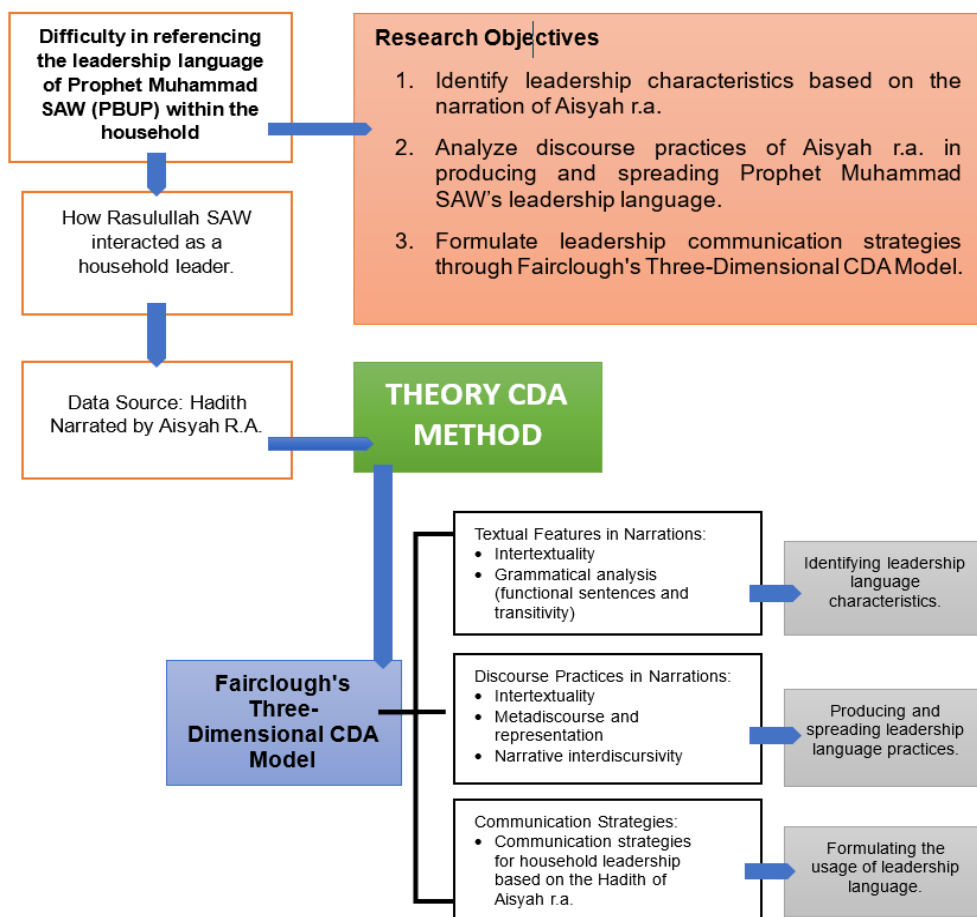 Difficulty in referencing
the leadership language
of Prophet Muhammad
SAW (PBUP) within the
household
Research Objectives
1. Identify leadership characteristics based on the
narration of Aisyah r.a.
2. Analyze discourse practices of Aisyah r.a. in
producing and spreading Prophet Muhammad
SAW's leadership language.
3. Formulate leadership communication strategies
through Fairclough's Three-Dimensional CDA Model.
How Rasulullah SAW
interacted as a
household leader.
Data Source: Hadith
Narrated by Aisyah R.A.
THEORY CDA
METHOD
Fairclough's
Three-
Dimensional CDA
Model
Textual Features in Narrations:
• Intertextuality
• Grammatical analysis
(functional sentences and
transitivity)
Identifying leadership
language
characteristics.
Discourse Practices in Narrations:
• Intertextuality
• Metadiscourse and
representation
• Narrative interdiscursivity
Producing and
spreading leadership
language practices.
Communication Strategies:
• Communication strategies
for household leadership
based on the Hadith of
Aisyah r.a.
Formulating the
usage of leadership
language.